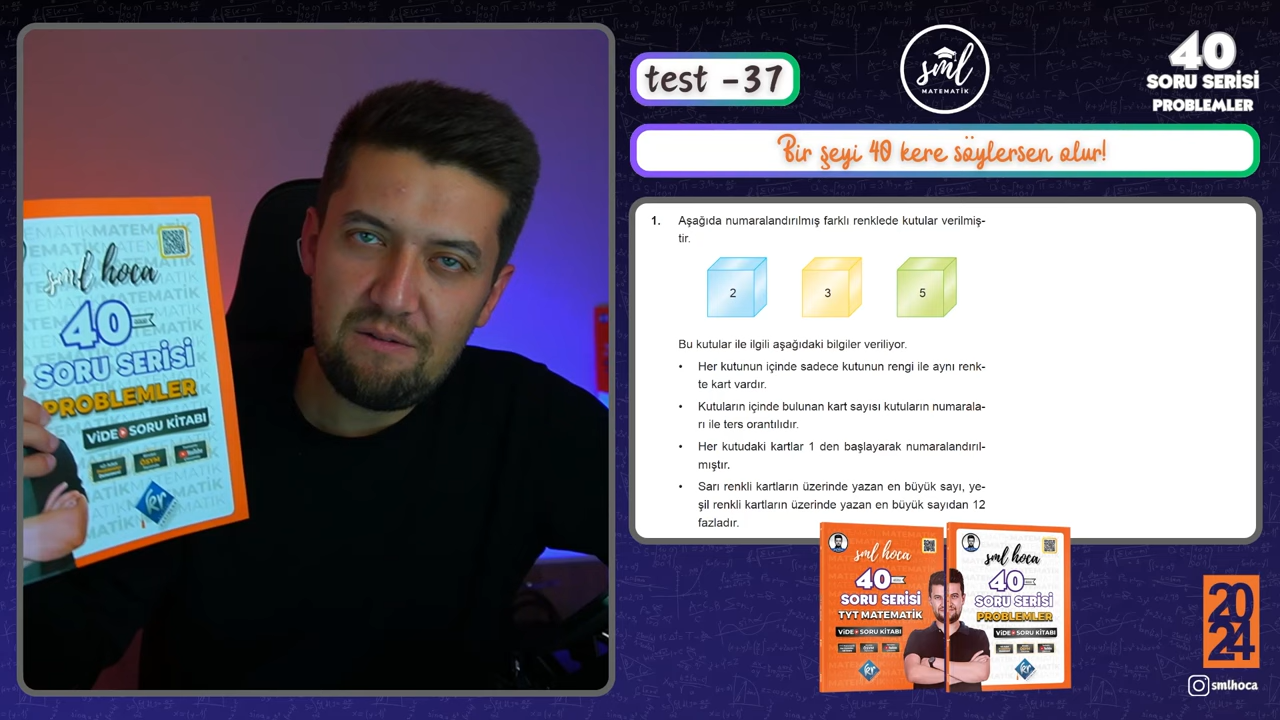 MATEMATİK
sml hoca
40
SORU SERİSİ
PROBLEMLER
VİDEO SORU KİTABI
ÖSYM
YouTube
kr
test -37
sml
MATEMATİK
40
SORU SERİSİ
PROBLEMLER
Bir şeyi 40 kere söylersen olur!
1. Aşağıda numaralandırılmış farklı renklede kutular verilmiş-
tir.
2 3 5
Bu kutular ile ilgili aşağıdaki bilgiler veriliyor.
• Her kutunun içinde sadece kutunun rengi ile aynı renk-
te kart vardır.
• Kutuların içinde bulunan kart sayısı kutuların numarala-
rı ile ters orantılıdır.
• Her kutudaki kartlar 1 den başlayarak numaralandırıl-
mıştır.
• Sarı renkli kartların üzerinde yazan en büyük sayı, ye-
şil renkli kartların üzerinde yazan en büyük sayıdan 12
fazladır.
sml hoca
40
SORU SERİSİ
TYT MATEMATİK
VİDEO SORU KİTABI
kr
sml hoca
40
SORU SERİSİ
PROBLEMLER
VİDEO SORU KİTABI
kr
2024
smlhoca